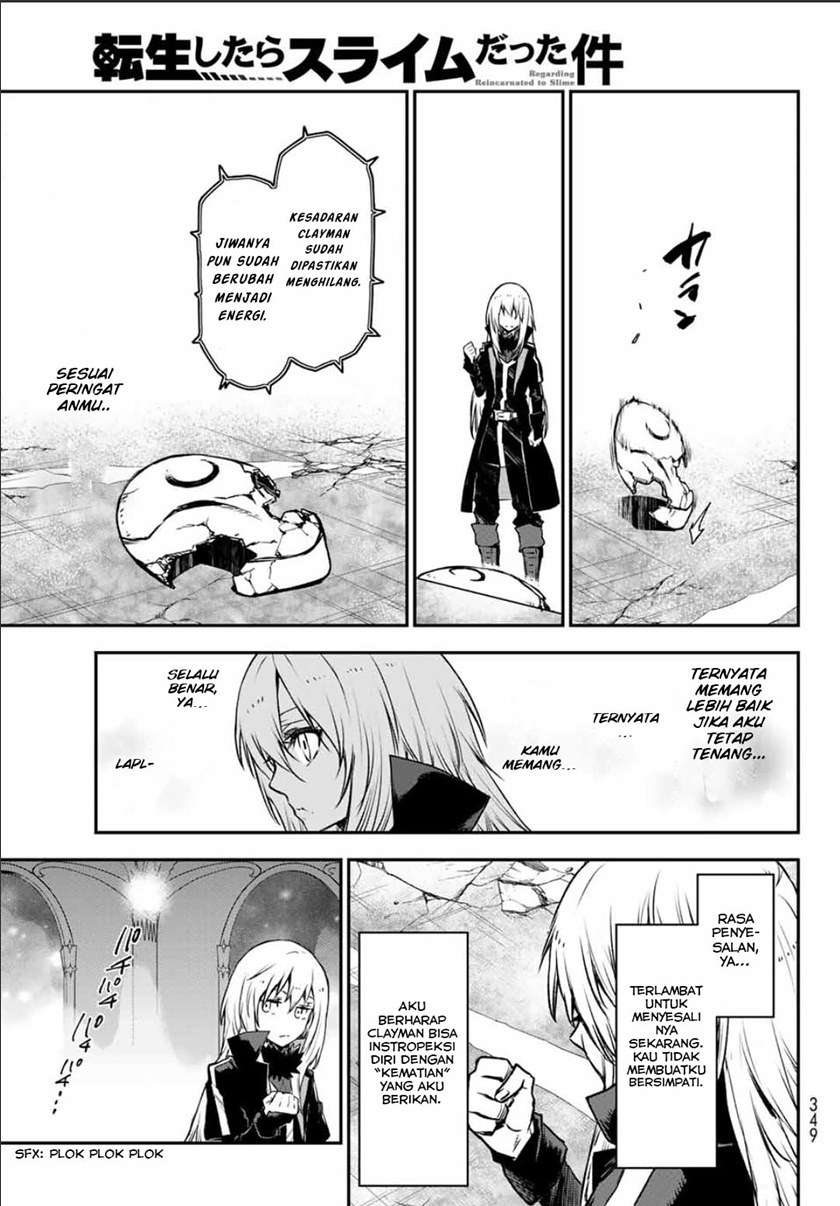 転生したらスライムだった件
Regarding
Reincarnated to Slime
カラン
KESADARAN
CLAYMAN
SUDAH
DIPASTIKAN
MENGHILANG.
JIWANYA
PUN SUDAH
BERUBAH
MENJADI
ENERGI.
SESUAI
PERINGAT
ANMU..
TERNYATA
MEMANG
LEBIH BAIK
JIKA AKU
TETAP
TENANG...
TERNYATA
...
KAMU
MEMANG...
SELALU
BENAR,
YA...
LAPL-
RASA
PENYE-
SALAN,
YA...
TERLAMBAT
UNTUK
MENYESALI
NYA
SEKARANG.
KAU TIDAK
MEMBUATKU
BERSIMPATI.
AKU
BERHARAP
CLAYMAN BISA
INSTROPEKSI
DIRI DENGAN
"KEMATIAN"
YANG AKU
BERIKAN.
パチパチパチ...
SFX: PLOK PLOK PLOK
349